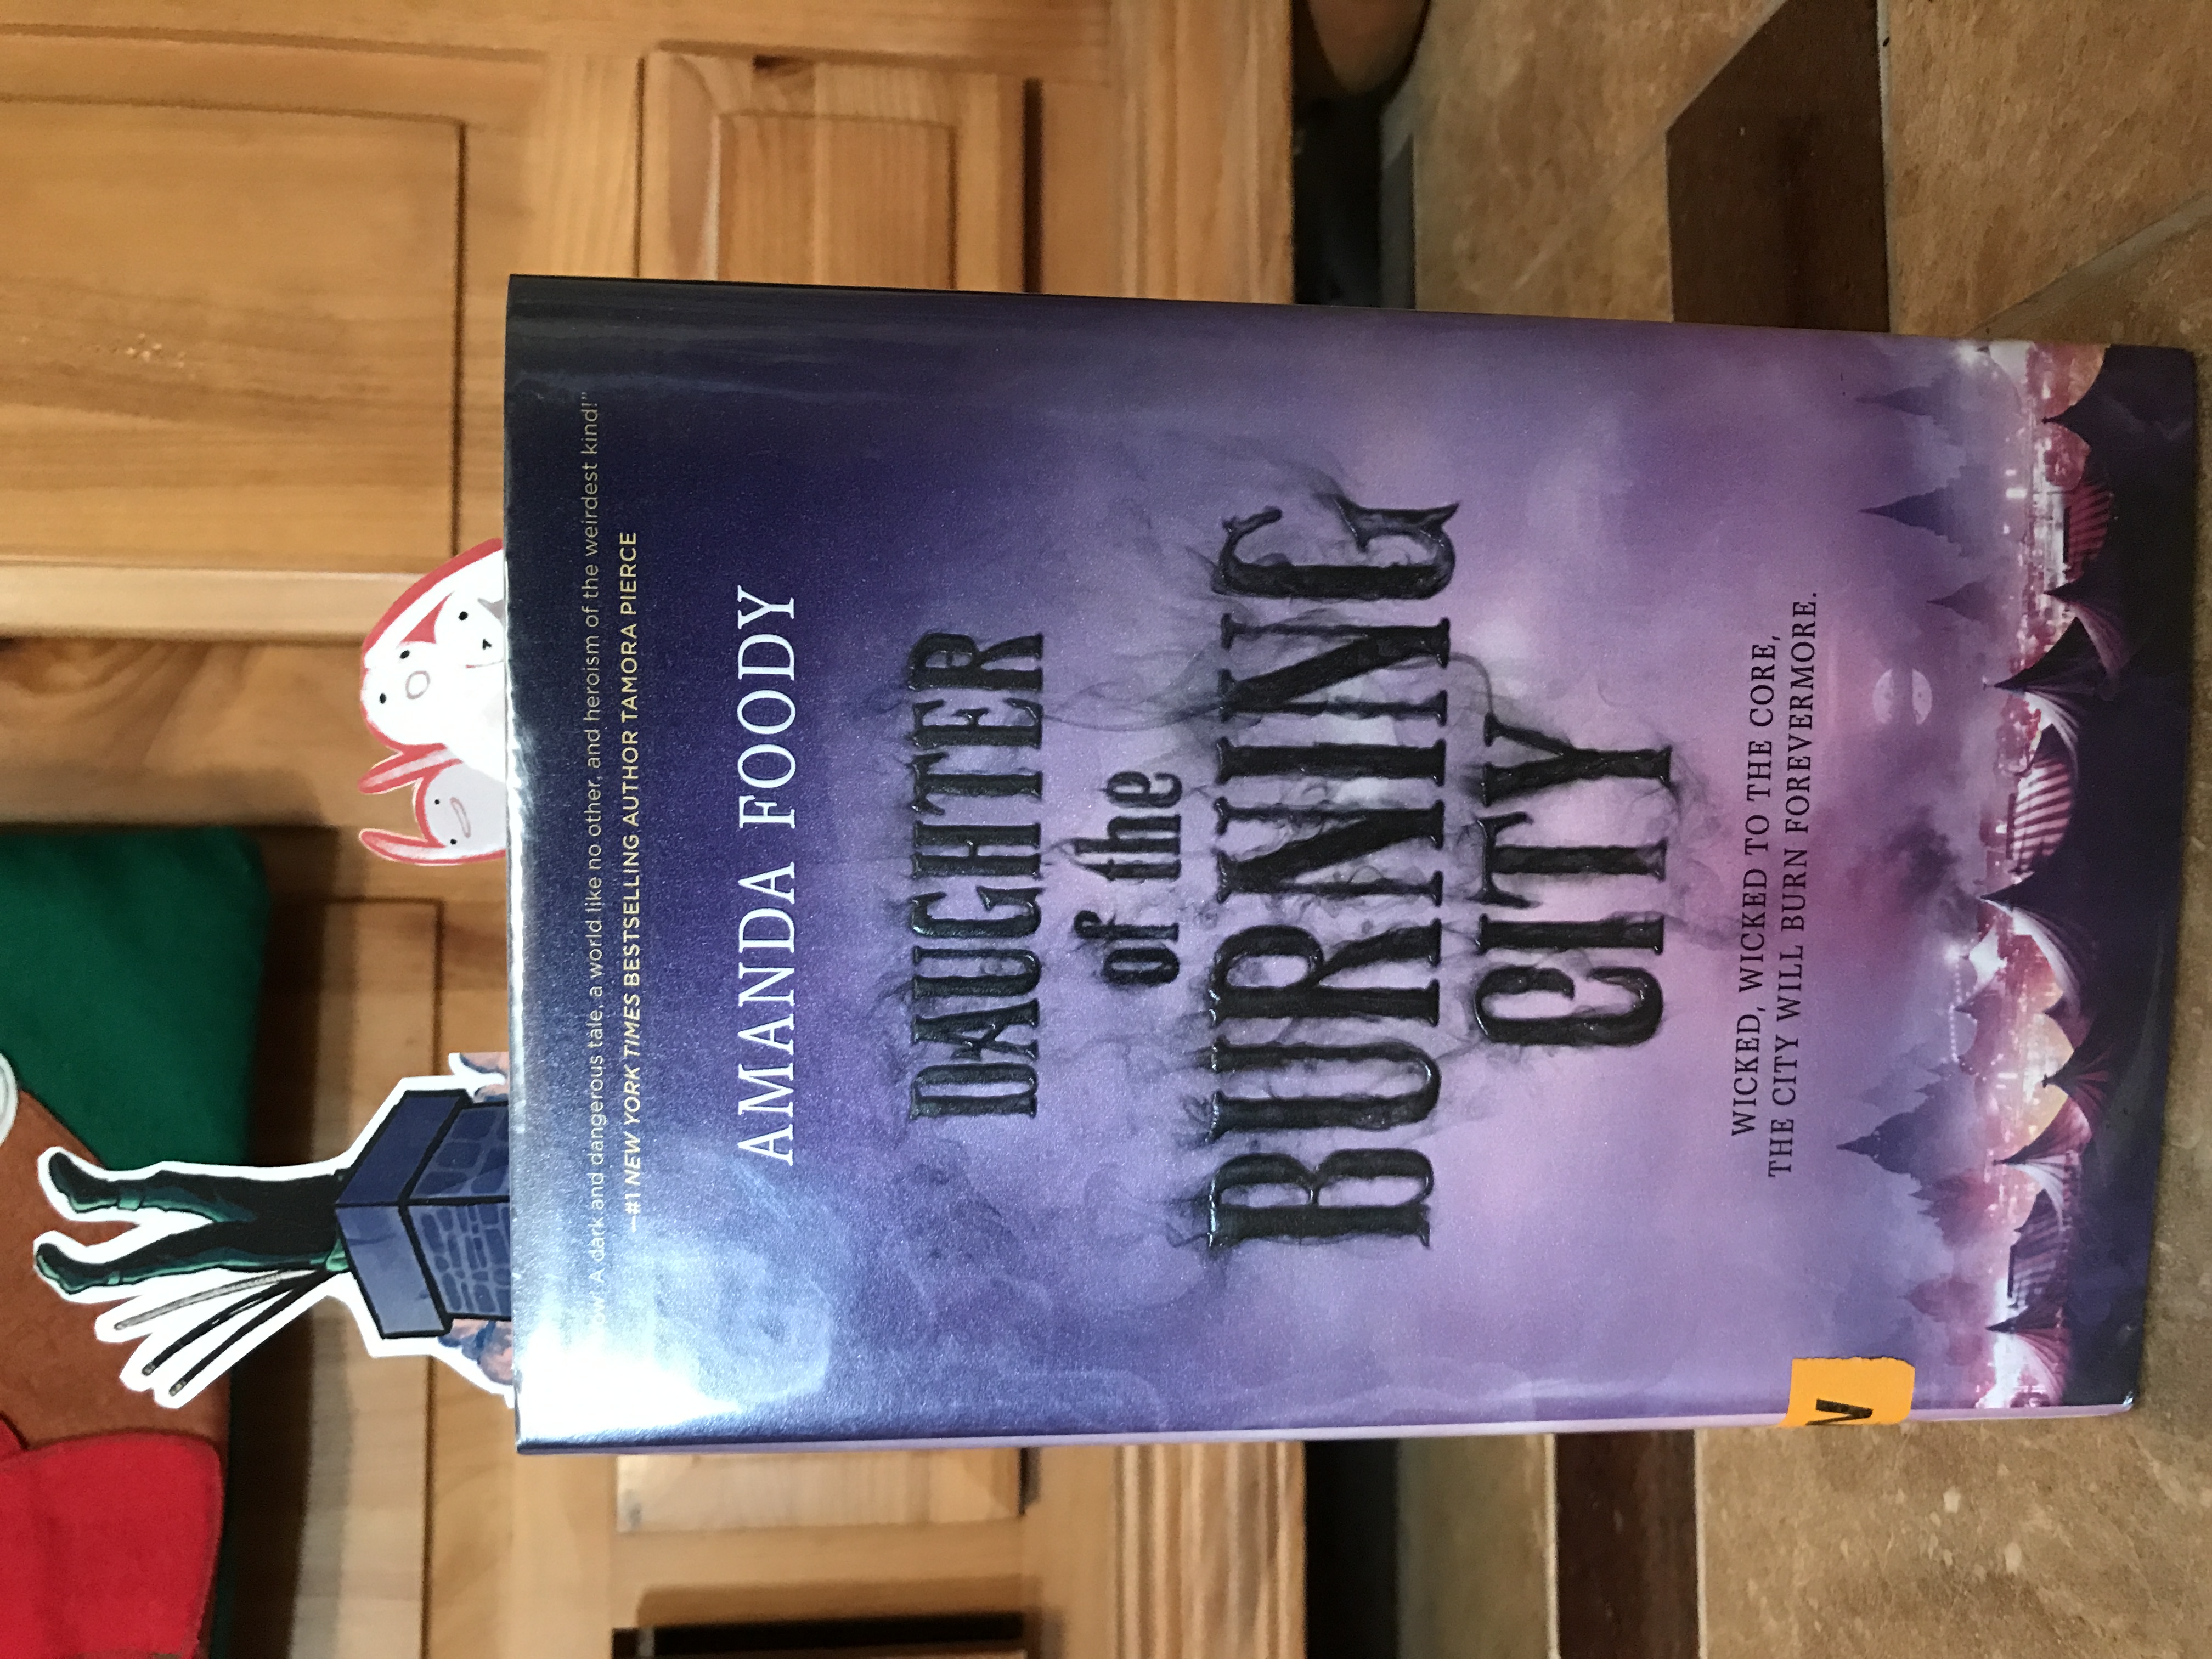 A dark and dangerous tale, a world like no other, and heroism of the weirdest kind!"
—#1 NEW YORK TIMES BESTSELLING AUTHOR TAMORA PIERCE
AMANDA FOODY
DAUGHTER
of the
BURNING
CITY
WICKED, WICKED TO THE CORE,
THE CITY WILL BURN FOREVERMORE.
N